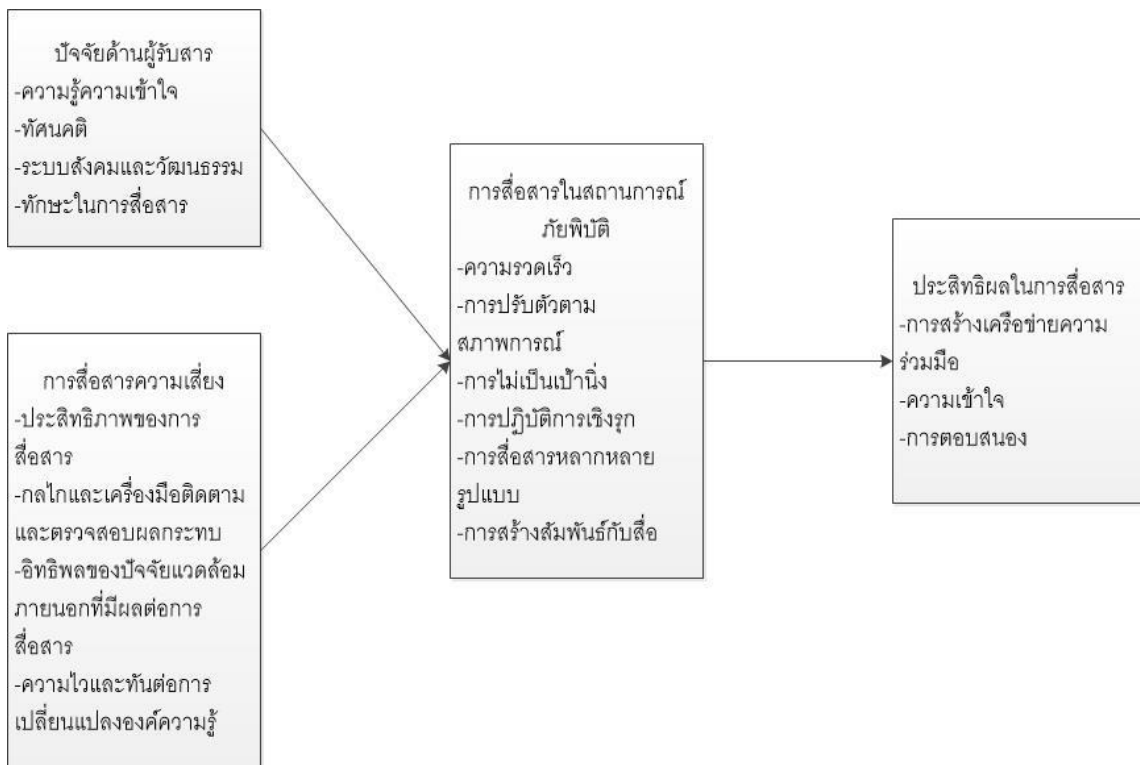 ปัจจัยด้านผู้รับสาร
-ความรู้ความเข้าใจ
-ทัศนคติ
-ระบบสังคมและวัฒนธรรม
-ทักษะในการสื่อสาร
การสื่อสารความเสี่ยง
-ประสิทธิภาพของการ
สื่อสาร
-กลไกและเครื่องมือติดตาม
และตรวจสอบผลกระทบ
-อิทธิพลของปัจจัยแวดล้อม
ภายนอกที่มีผลต่อการ
สื่อสาร
-ความไวและทันต่อการ
เปลี่ยนแปลงองค์ความรู้
การสื่อสารในสถานการณ์
ภัยพิบัติ
-ความรวดเร็ว
-การปรับตัวตาม
สภาพการณ์
-การไม่เป็นเป้านิ่ง
-การปฏิบัติการเชิงรุก
-การสื่อสารหลากหลาย
รูปแบบ
-การสร้างสัมพันธ์กับสื่อ
ประสิทธิผลในการสื่อสาร
-การสร้างเครือข่ายความ
ร่วมมือ
-ความเข้าใจ
-การตอบสนอง